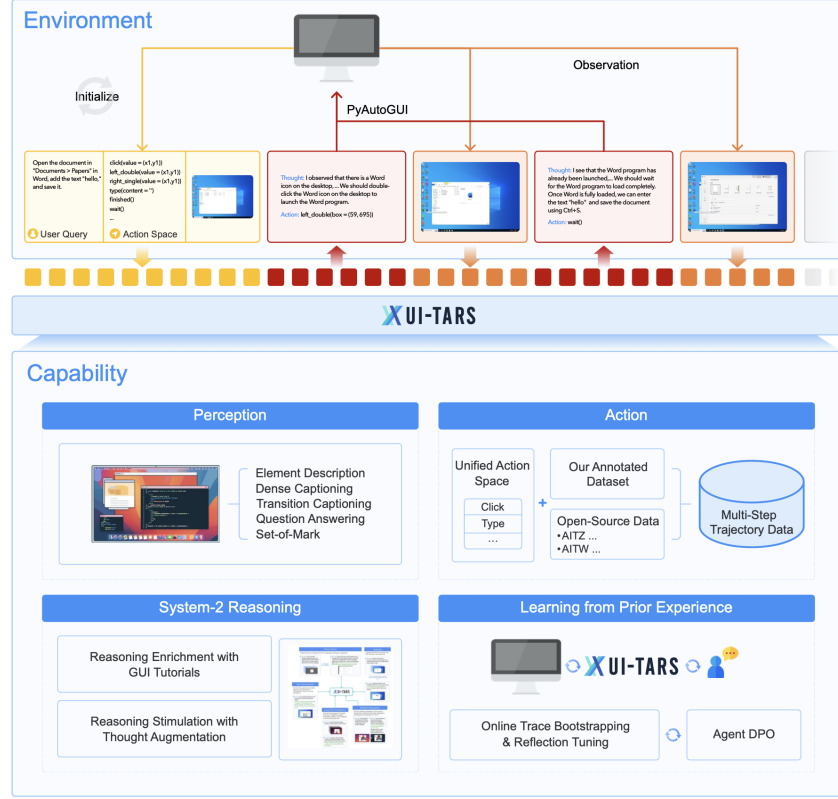 Environment
Observation
Initialize
PyAutoGUI
Open the document in
"Documents > Papers" in
Word, add the text "hello,"
and save it.
User Query
click(value = (x1,y1))
left_double(value = (x1,y1))
right_single(value = (x1,y1))
type(content = '')
finished()
wait()
...
Action Space
Thought: I observed that there is a Word
icon on the desktop, ... We should double-
click the Word icon on the desktop to
launch the Word program.
Action: left_double(box = (59, 695))
Thought: I see that the Word program has
already been launched,... We should wait
for the Word program to load completely.
Once Word is fully loaded, we can enter
the text "hello" and save the document
using Ctrl+S.
Action: wait()
UI-TARS
Capability
Perception
Element Description
Dense Captioning
Transition Captioning
Question Answering
Set-of-Mark
Action
Unified Action
Space
Click
Type
...
+
Our Annotated
Dataset
Open-Source Data
•AITZ ...
•AITW ...
Multi-Step
Trajectory Data
System-2 Reasoning
Reasoning Enrichment with
GUI Tutorials
Reasoning Stimulation with
Thought Augmentation
UI-TARS
Learning from Prior Experience
UI-TARS
Online Trace Bootstrapping
& Reflection Tuning
Agent DPO